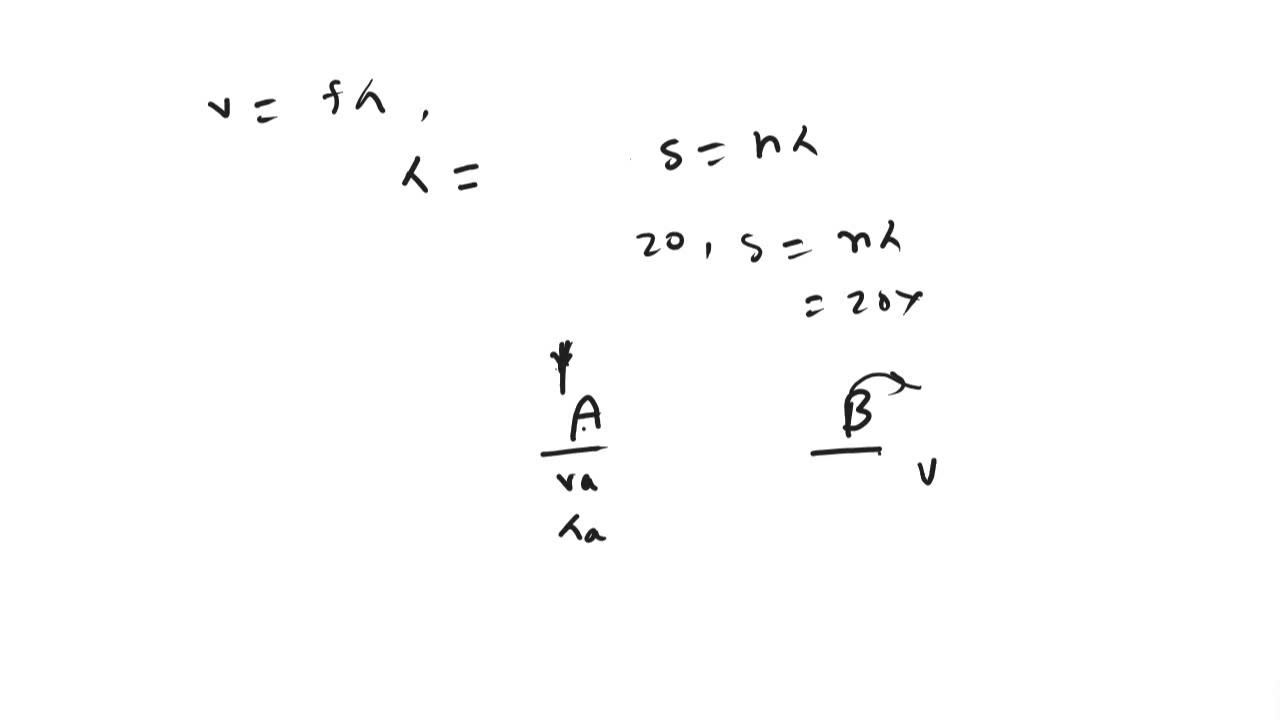 v = fλ,
λ =
s = nλ
20, s = nλ
= 20λ
A
B
va
v
λa